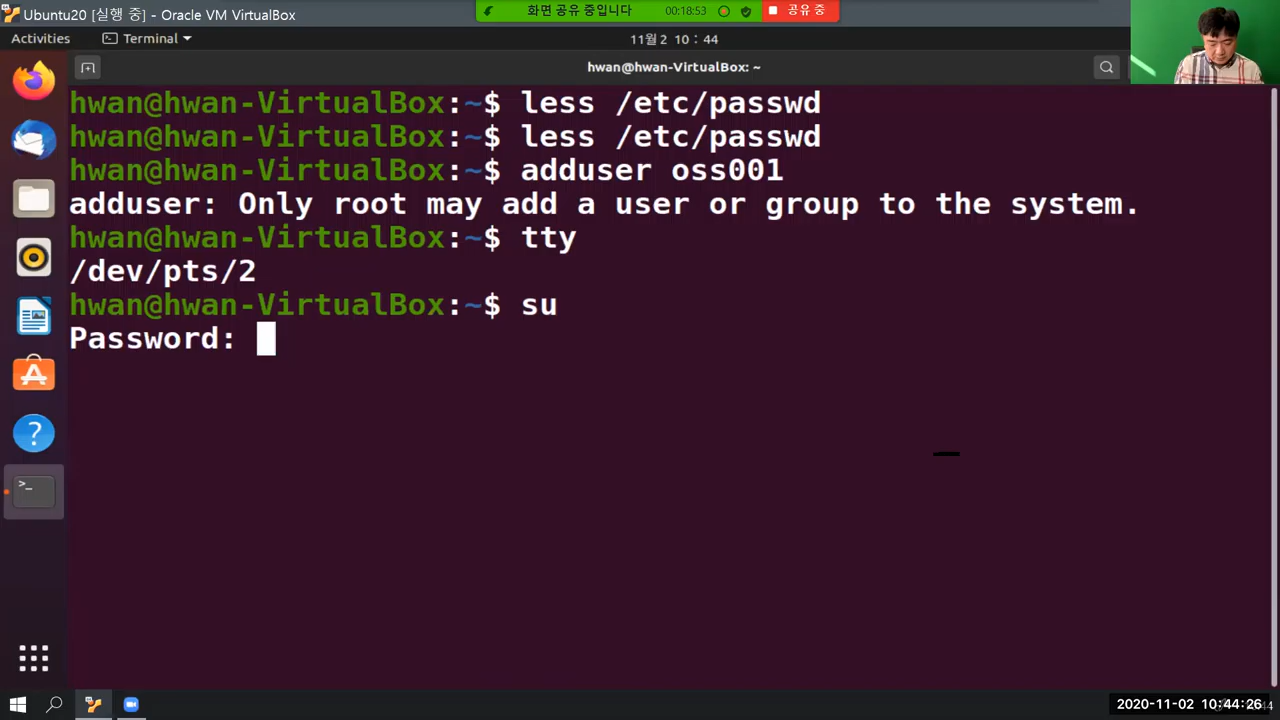 Ubuntu20 [실행 중] - Oracle VM VirtualBox
화면 공유 중입니다
00:18:53
공유 중
Activities
Terminal
11월 2 10 : 44
hwan@hwan-VirtualBox: ~
hwan@hwan-VirtualBox:~$ less /etc/passwd
hwan@hwan-VirtualBox:~$ less /etc/passwd
hwan@hwan-VirtualBox:~$ adduser oss001
adduser: Only root may add a user or group to the system.
hwan@hwan-VirtualBox:~$ tty
/dev/pts/2
hwan@hwan-VirtualBox:~$ su
Password:
2020-11-02 10:44:26